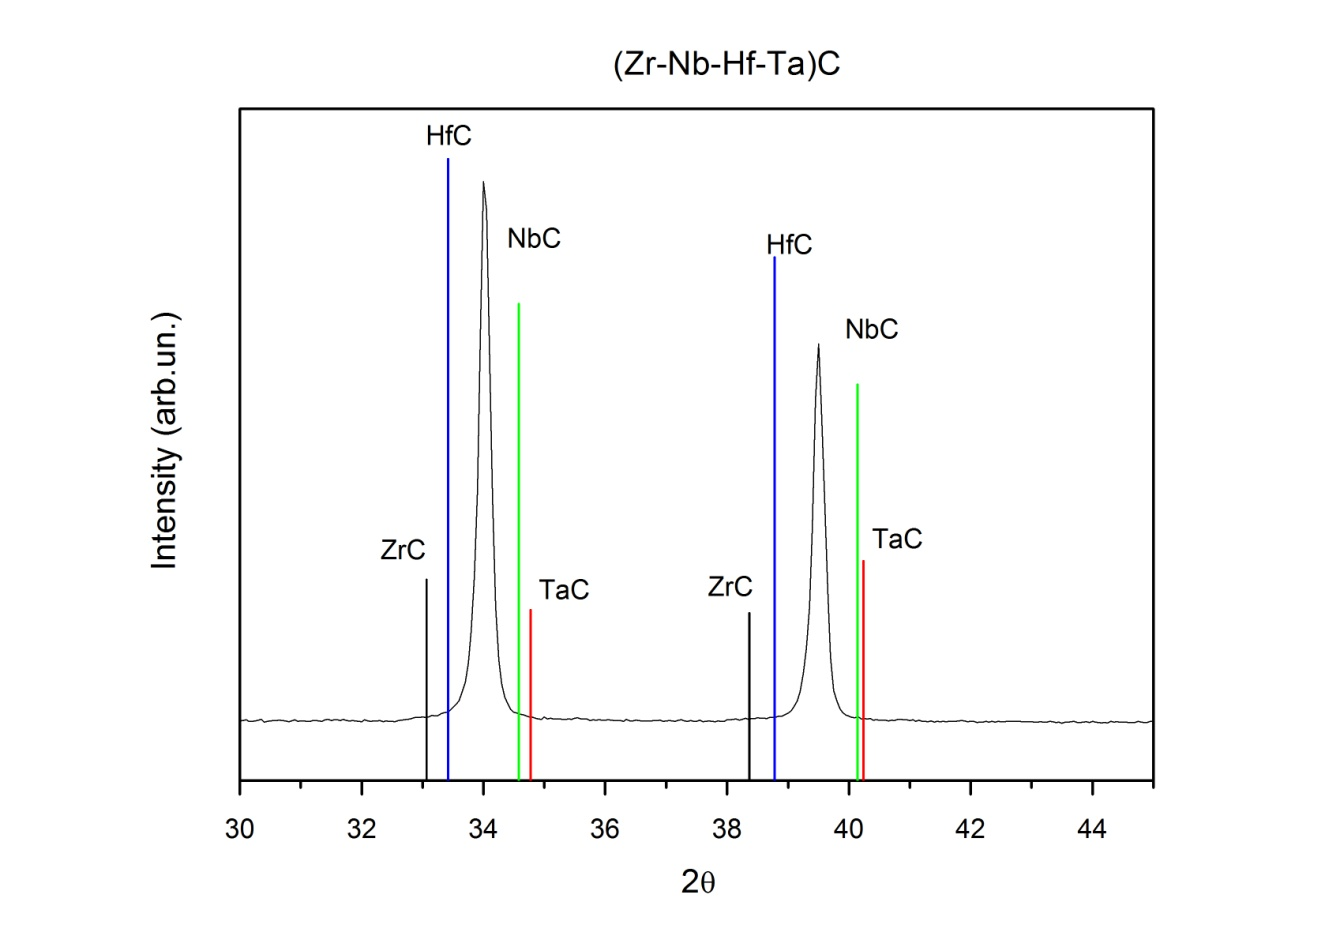 (Zr-Nb-Hf-Ta)C
HfC
NbC
HfC
NbC
ZrC
TaC
ZrC
TaC
Intensity (arb.un.)
30 32 34 36 38 40 42 44
2θ